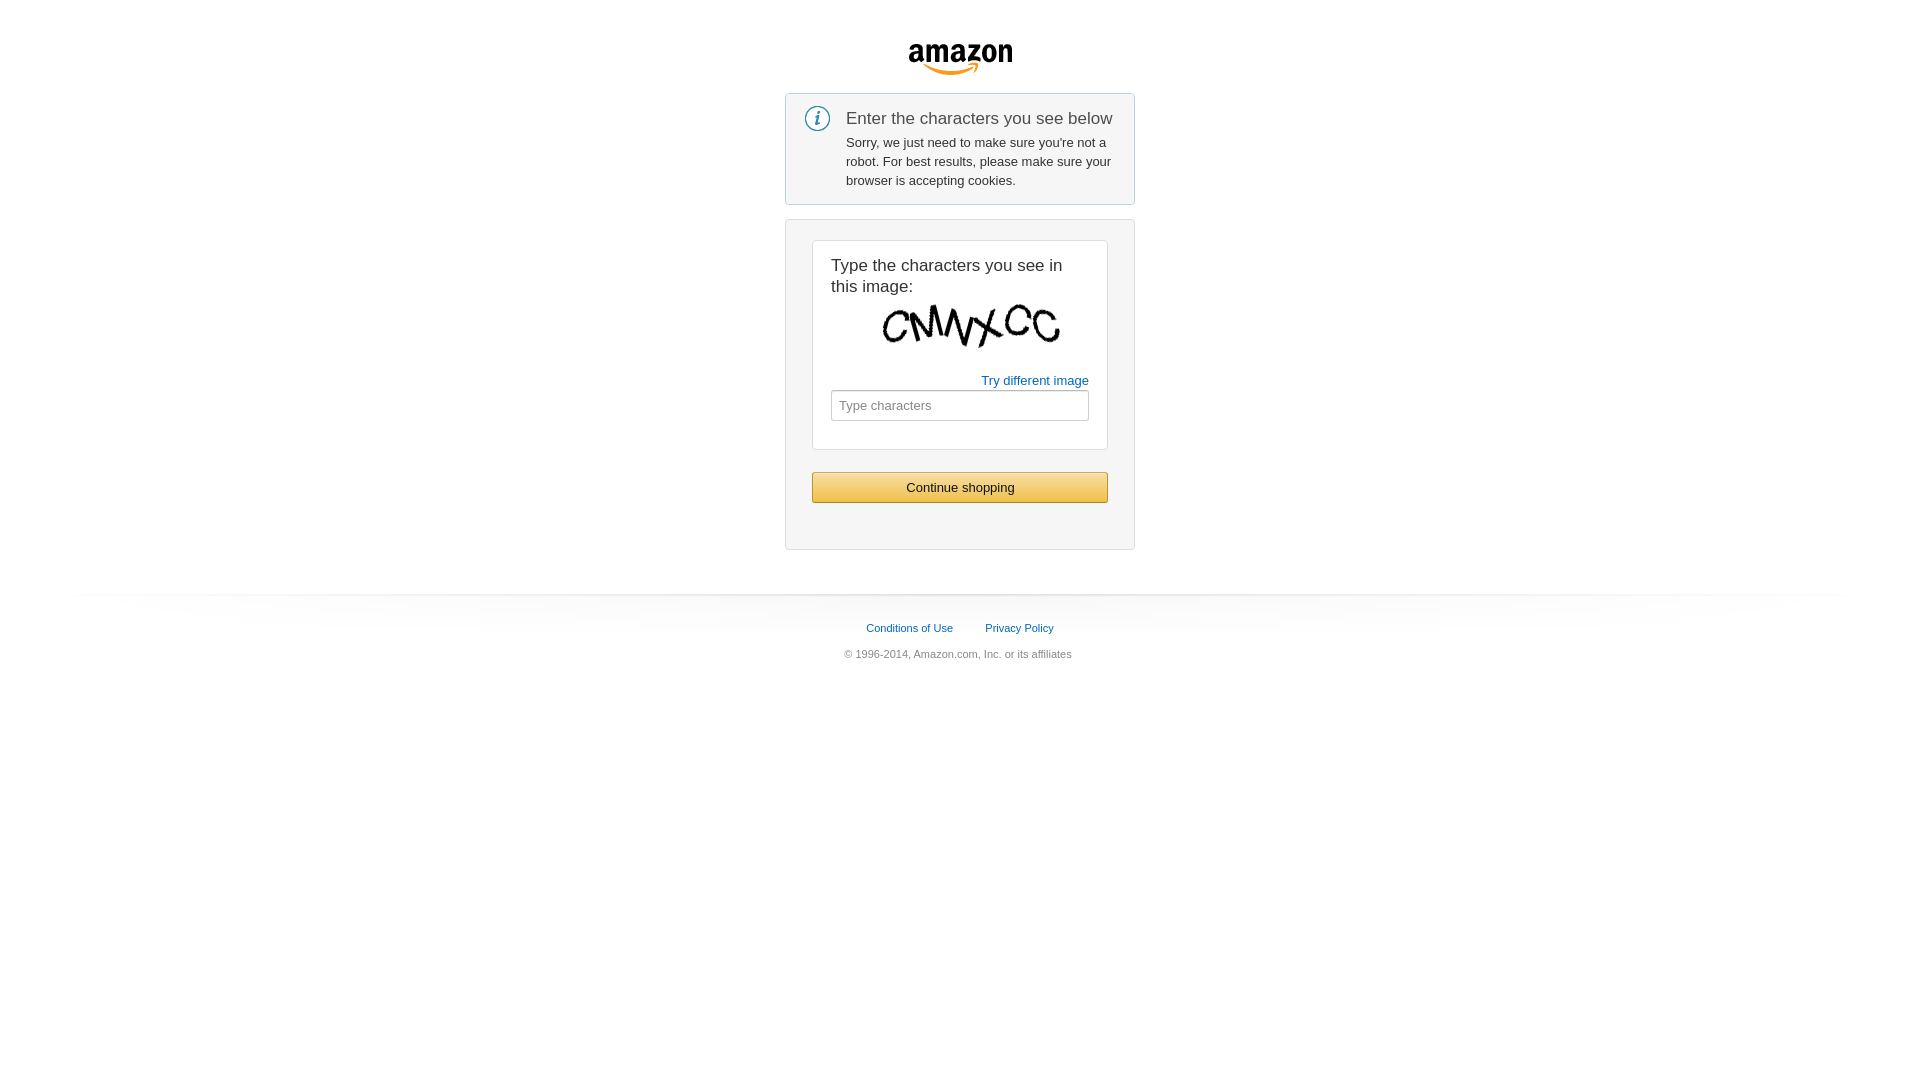 amazon
Enter the characters you see below
Sorry, we just need to make sure you're not a
robot. For best results, please make sure your
browser is accepting cookies.
Type the characters you see in
this image:
Try different image
Type characters
Continue shopping
Conditions of Use Privacy Policy
© 1996-2014, Amazon.com, Inc. or its affiliates